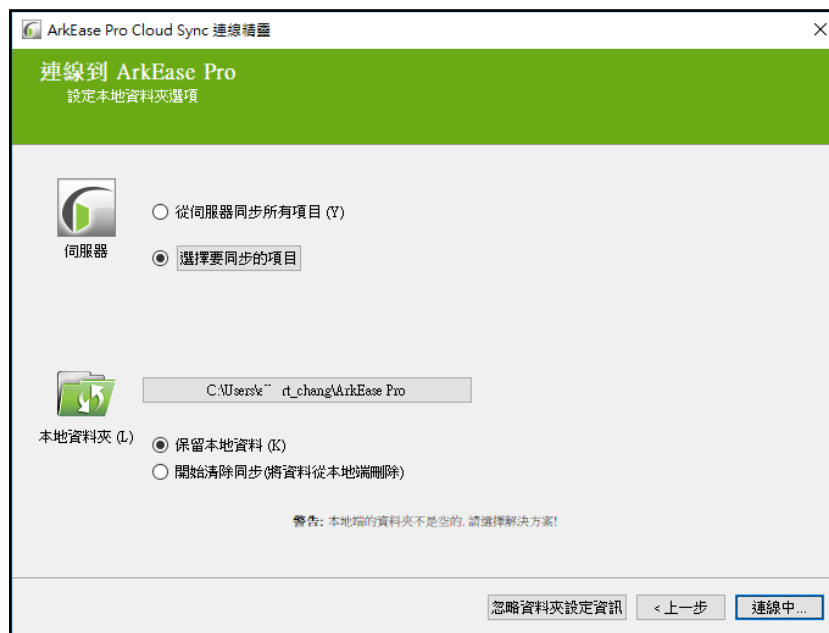 ArkEase Pro Cloud Sync 連線精靈
連線到 ArkEase Pro
設定本地資料夾選項
從伺服器同步所有項目 (Y)
伺服器
選擇要同步的項目
rt_chang\ArkEase Pro
本地資料夾 (L)
保留本地資料 (K)
開始清除同步(將資料從本地端刪除)
警告: 本地端的資料夾不是空的. 請選擇解決方案!
忽略資料夾設定資訊
<上一步
連線中...